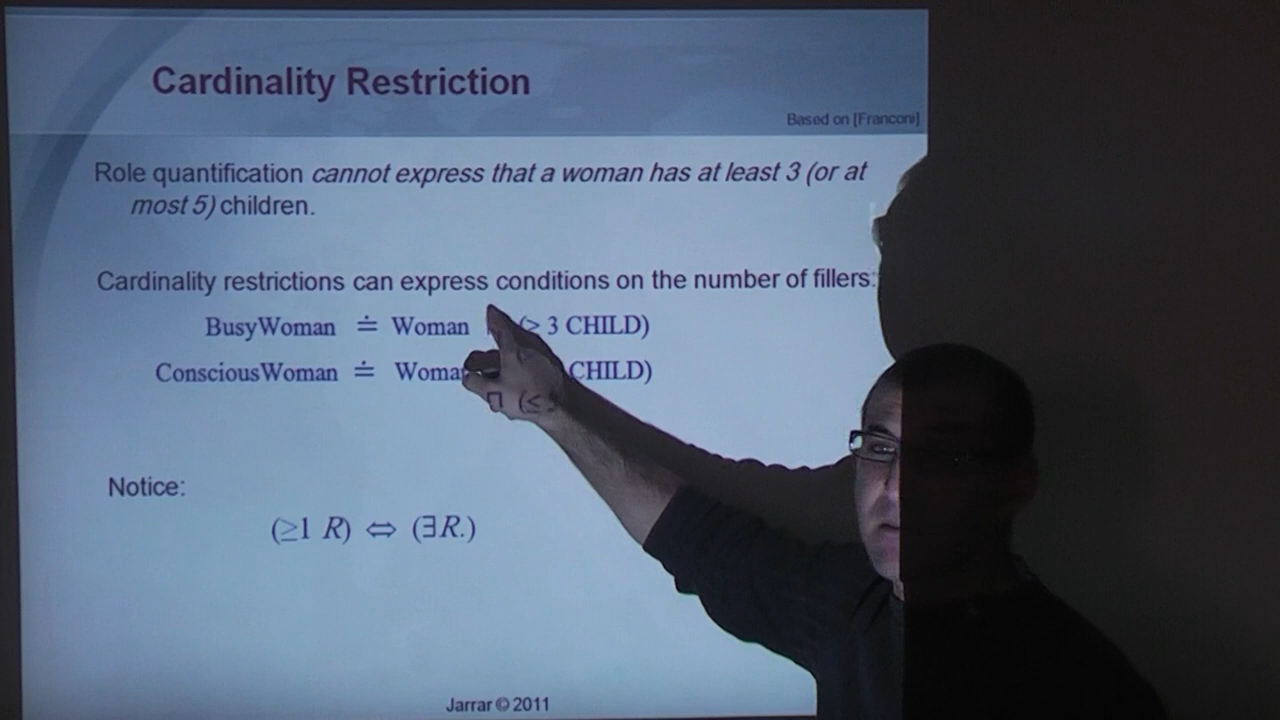 Cardinality Restriction
Based on [Franconi]
Role quantification cannot express that a woman has at least 3 (or at
most 5) children.
Cardinality restrictions can express conditions on the number of fillers:
BusyWoman ≐ Woman (≥ 3 CHILD)
ConsciousWoman ≐ CHILD)
⊓ (≤
Notice:
(≥1 R) ⇔ (∃R.)
Jarrar © 2011